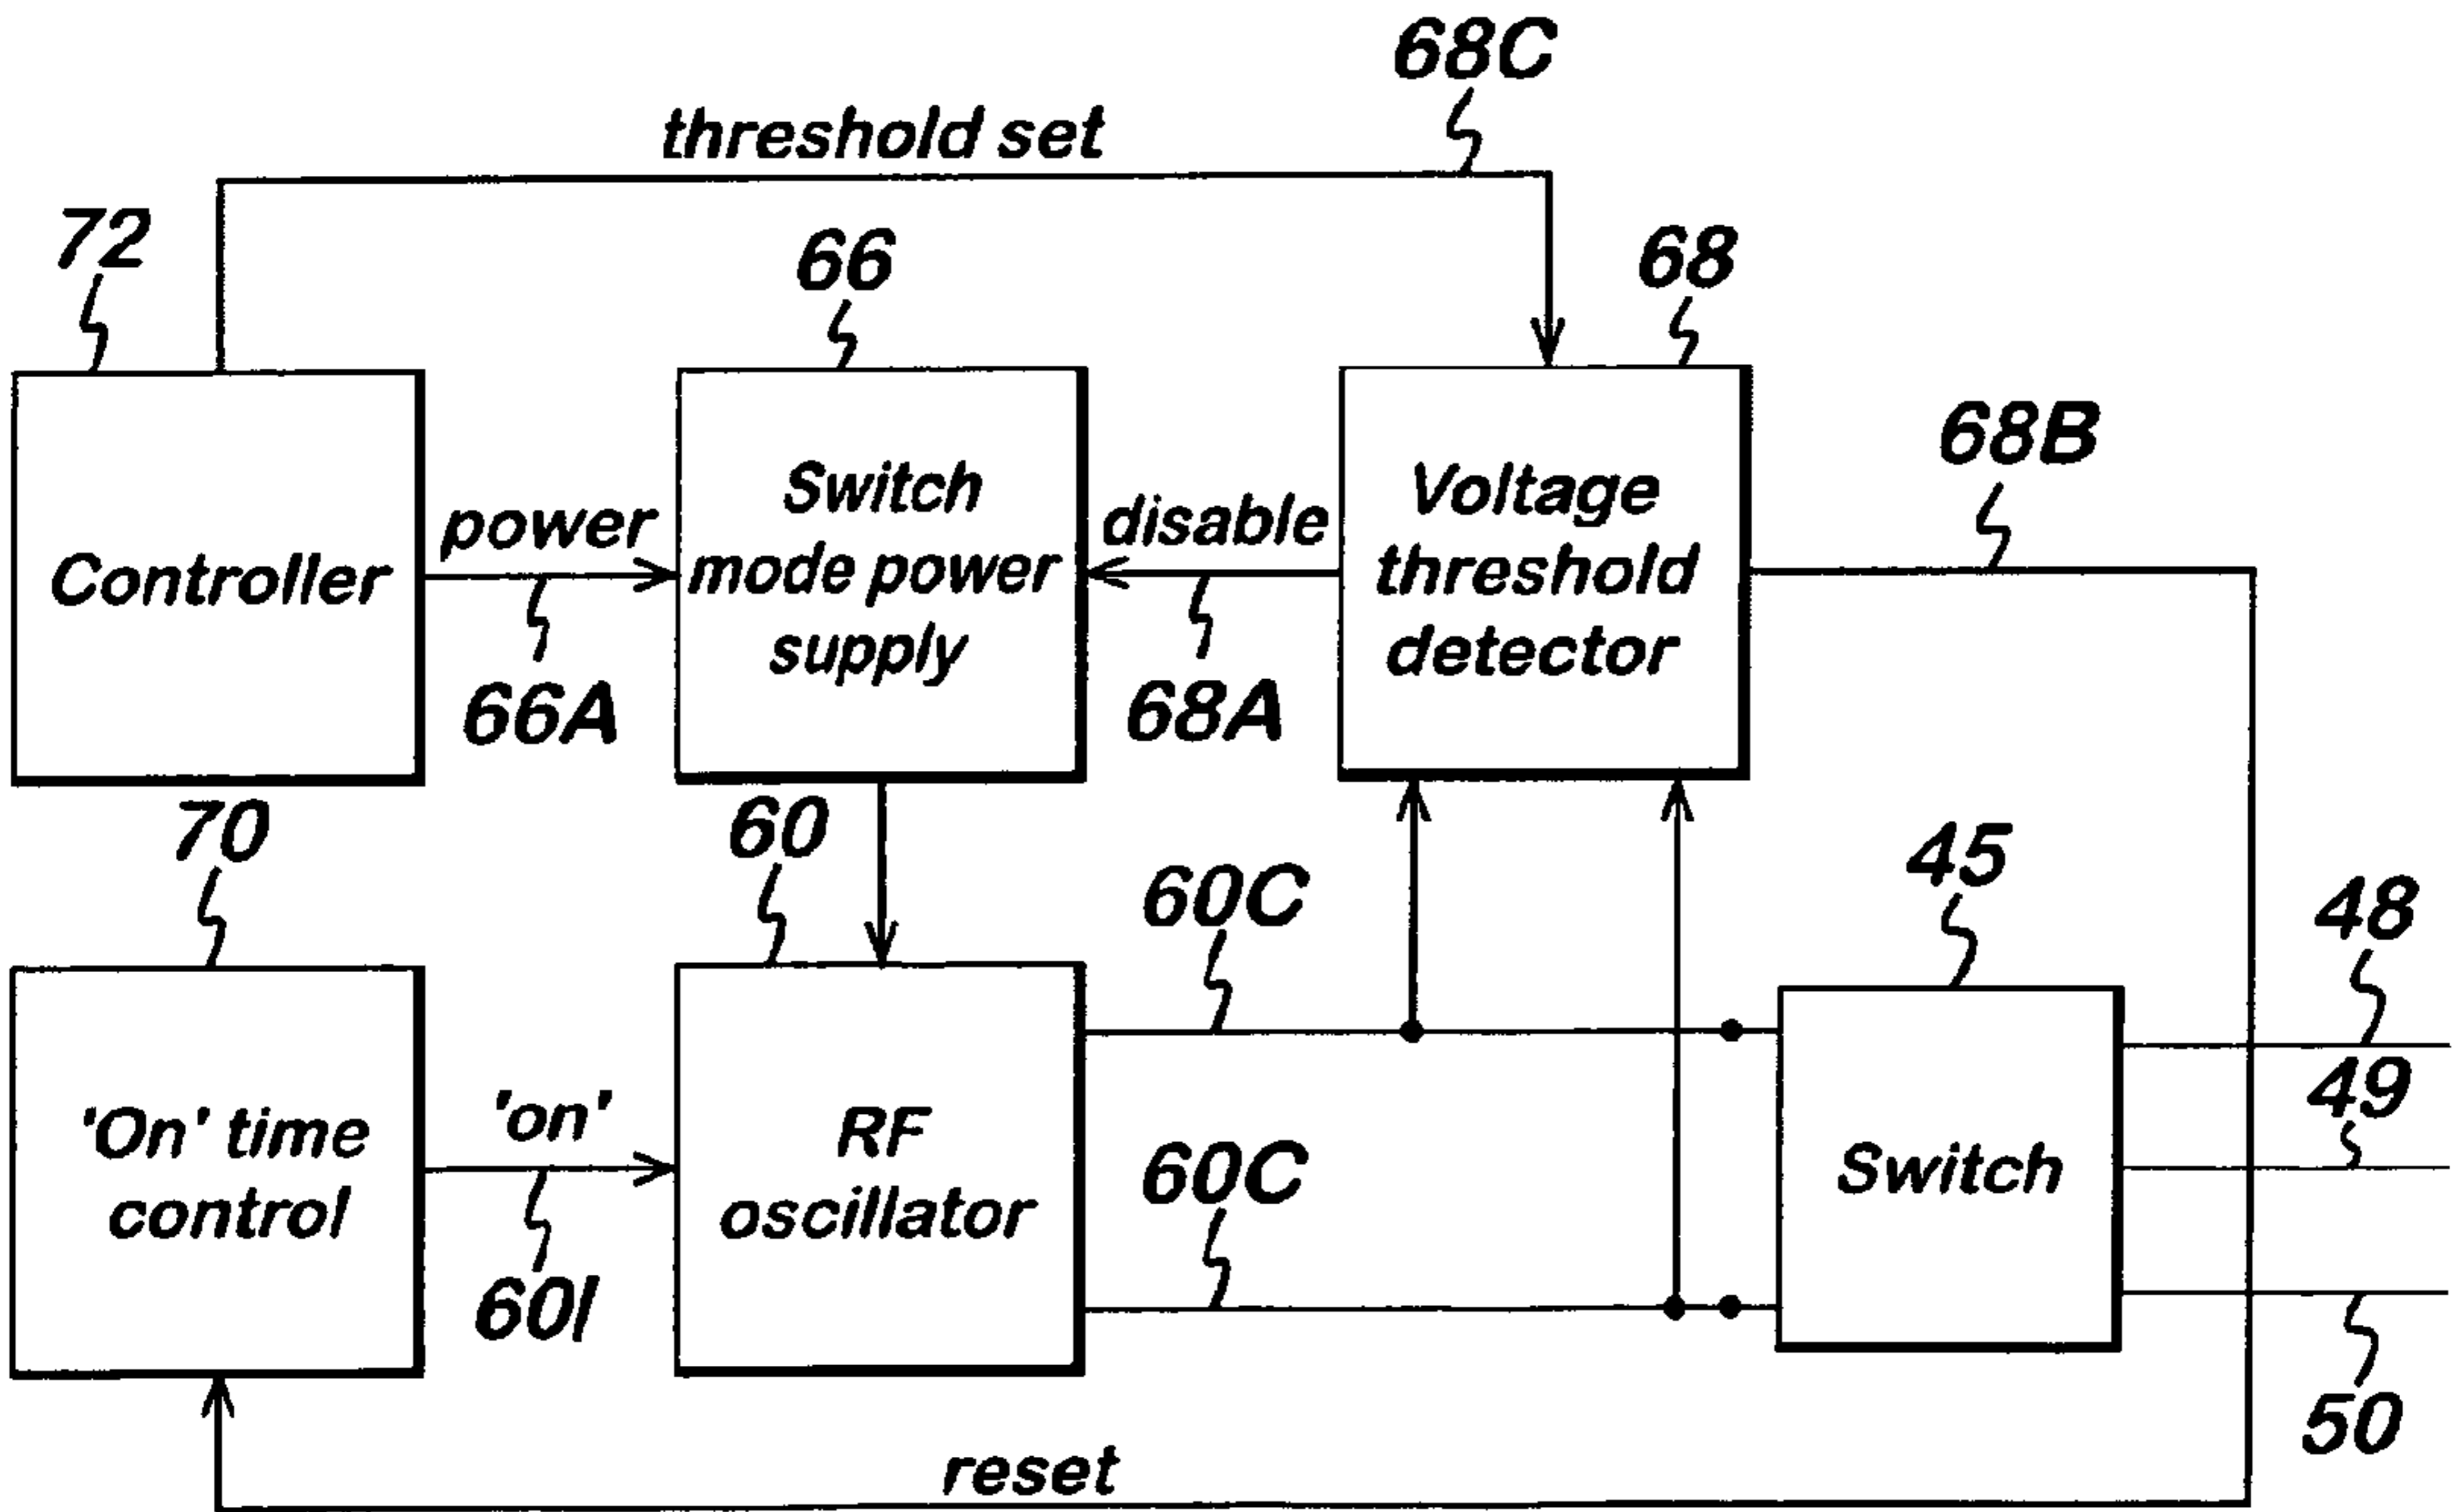 68C
threshold set
72
66
68
68B
Controller
power
66A
Switch
mode power
supply
disable
68A
Voltage
threshold
detector
70
60
60C
45
48
49
'On' time
control
'on'
60I
RF
oscillator
60C
Switch
50
reset